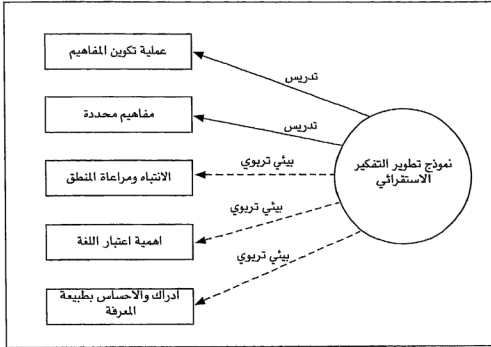 عملية تكوين المفاهيم
تدريس
مفاهيم محددة
تدريس
نموذج تطوير التفكير
الاستقرائي
بيئي تربوي
الانتباه ومراعاة المنطق
بيئي تربوي
اهمية اعتبار اللغة
بيئي تربوي
ادراك والاحساس بطبيعة
المعرفة